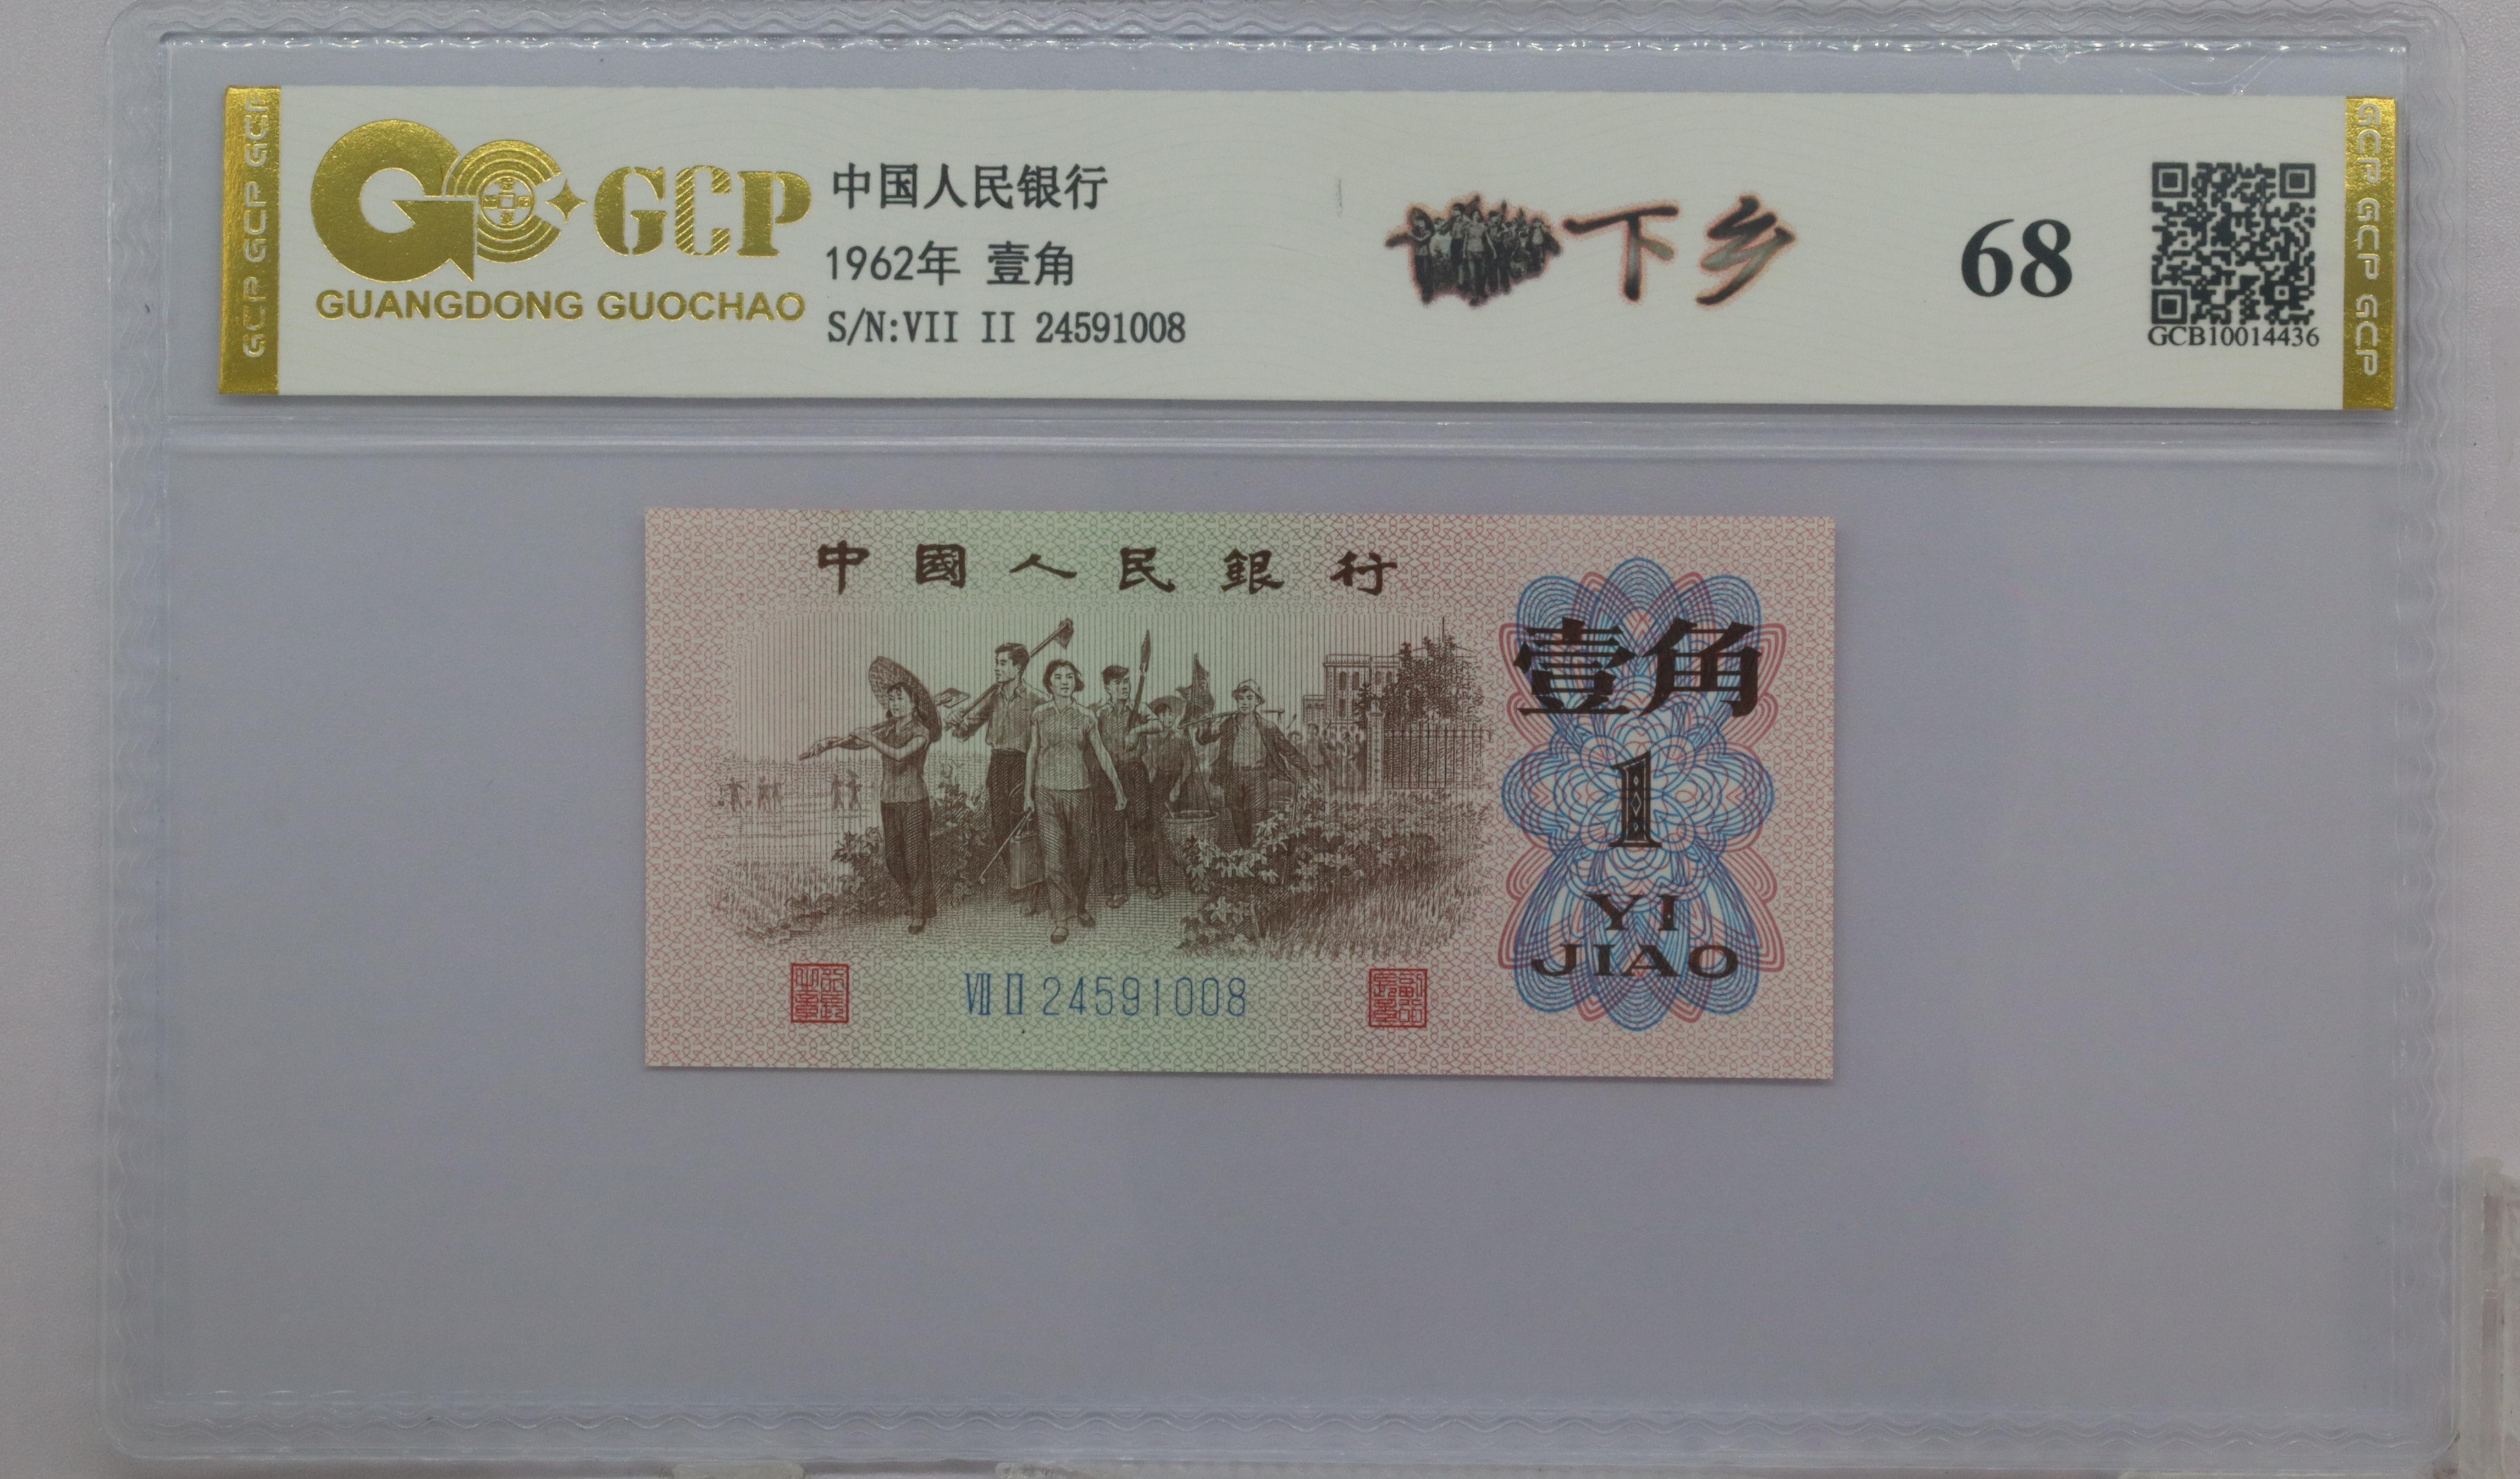 GCP GCP GCP
GCP
GUANGDONG GUOCHAO
中国人民银行
1962年 壹角
S/N:VII II 24591008
下乡
68
GCB10014436
GCP GCP GCP
中國人民銀行
壹角
1
YI
JIAO
VII II 24591008